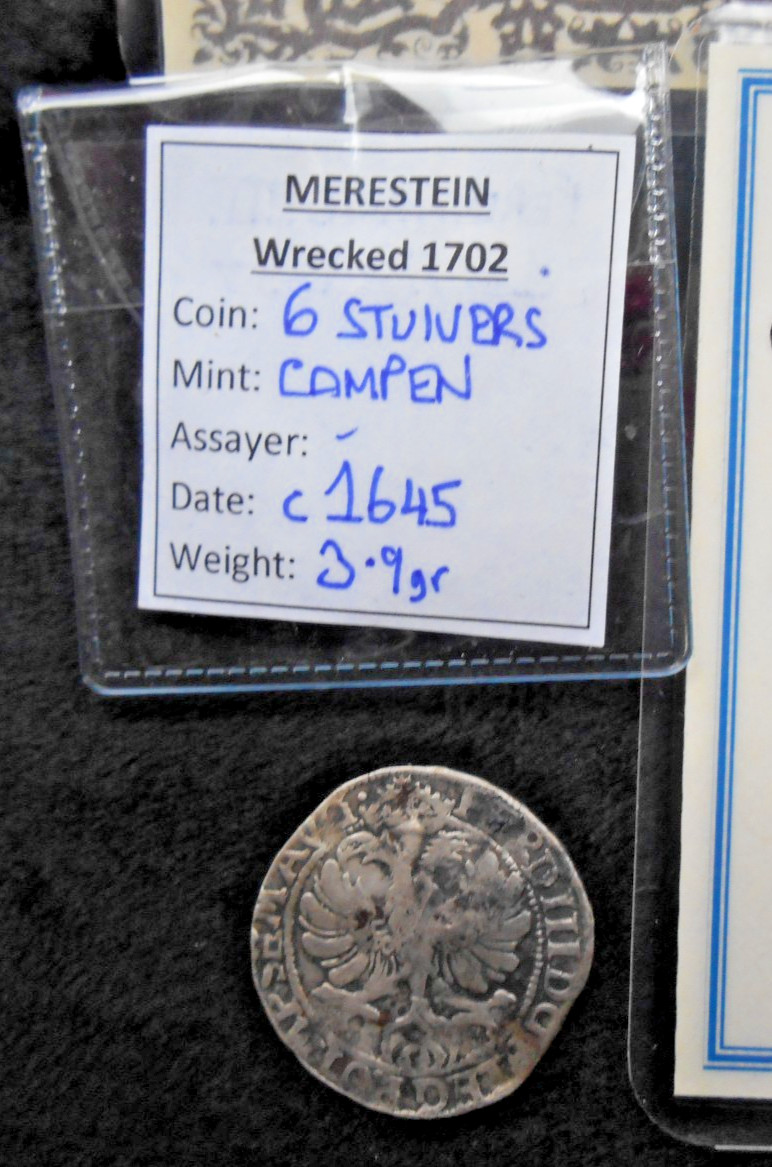 MERESTEIN
Wrecked 1702
Coin: 6 STUIVERS
Mint: CAMPEN
Assayer: -
Date: c 1645
Weight: 3.9gr